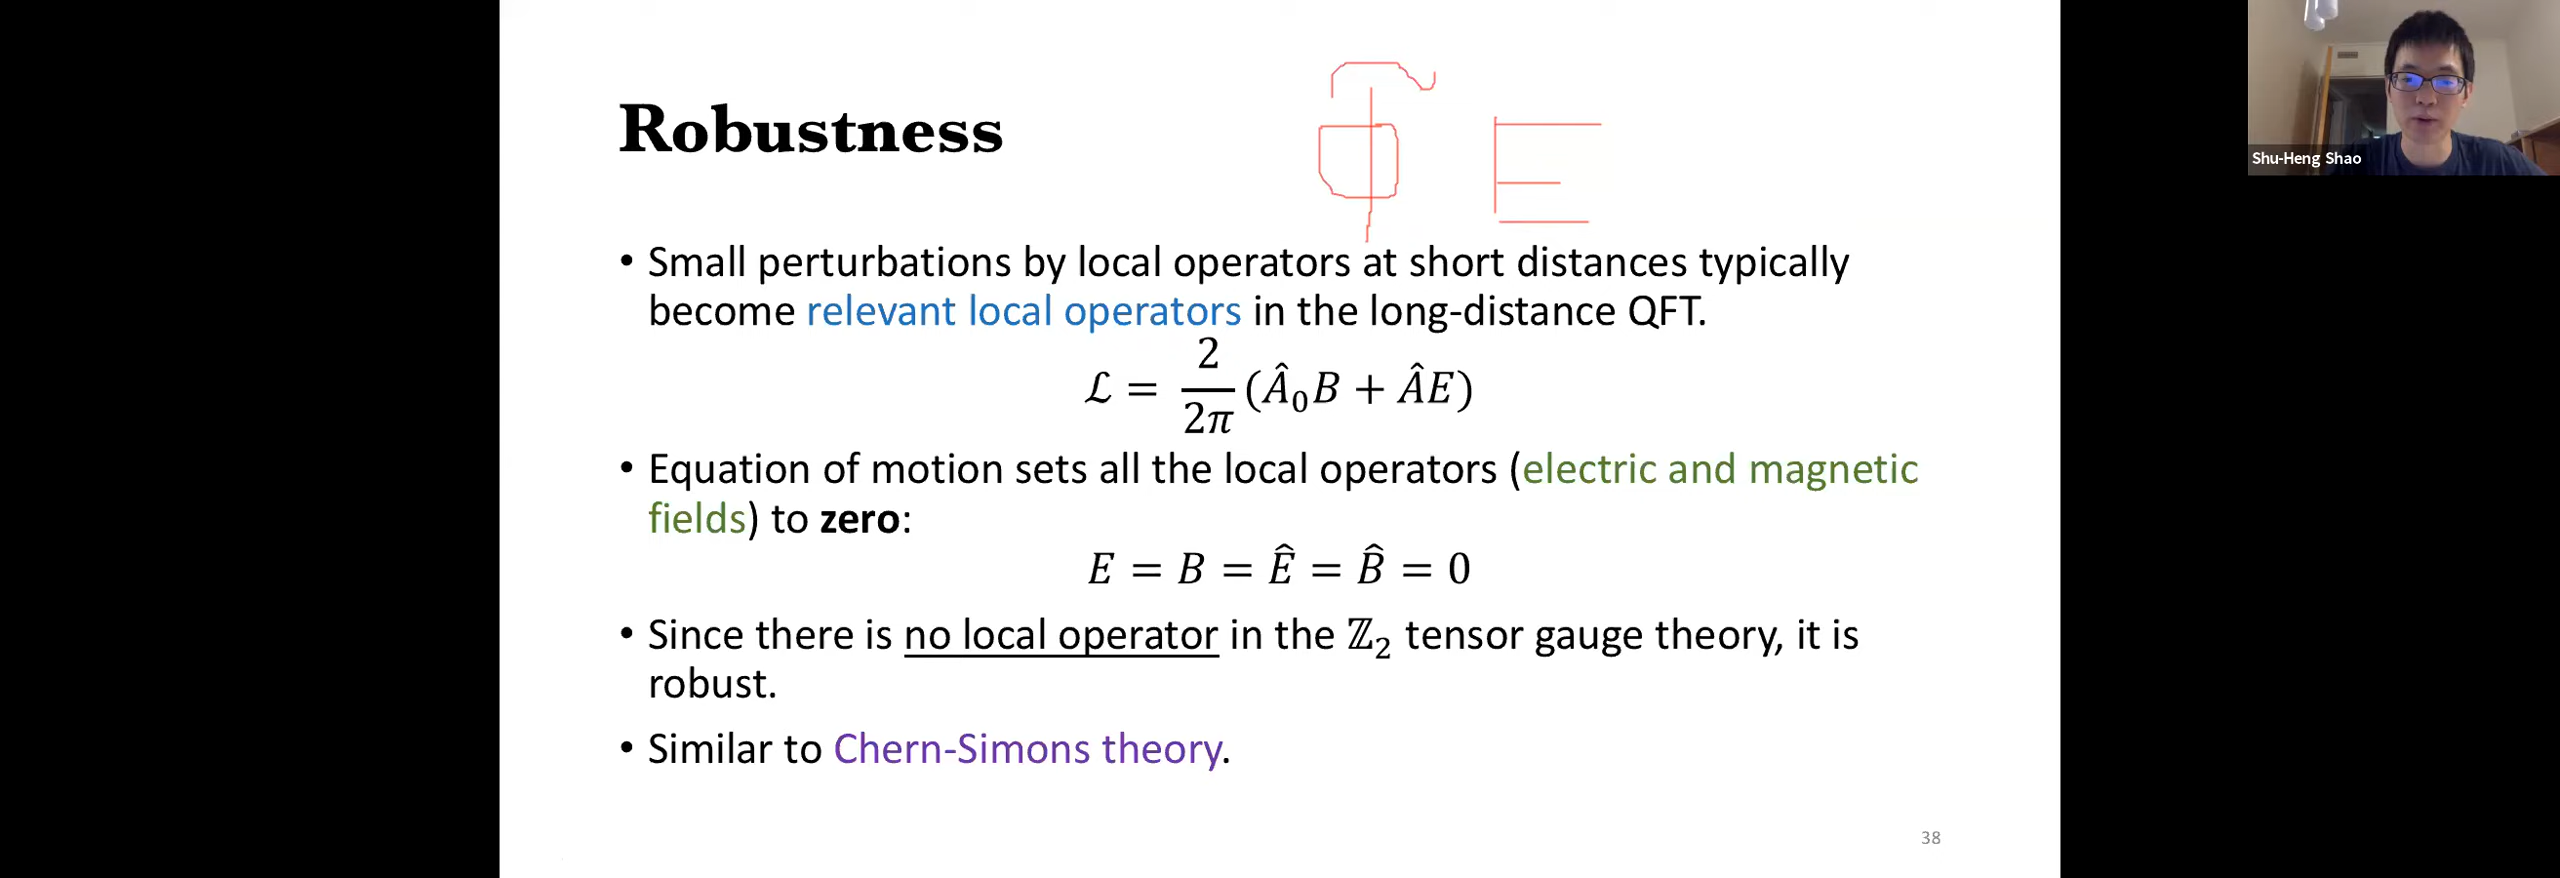 Robustness
Φ̃ E
Shu-Heng Shao
• Small perturbations by local operators at short distances typically
become relevant local operators in the long-distance QFT.
ℒ = 2/2π (Â₀B + ÂE)
• Equation of motion sets all the local operators (electric and magnetic
fields) to zero:
E = B = Ê = B̂ = 0
• Since there is no local operator in the ℤ₂ tensor gauge theory, it is
robust.
• Similar to Chern-Simons theory.
38